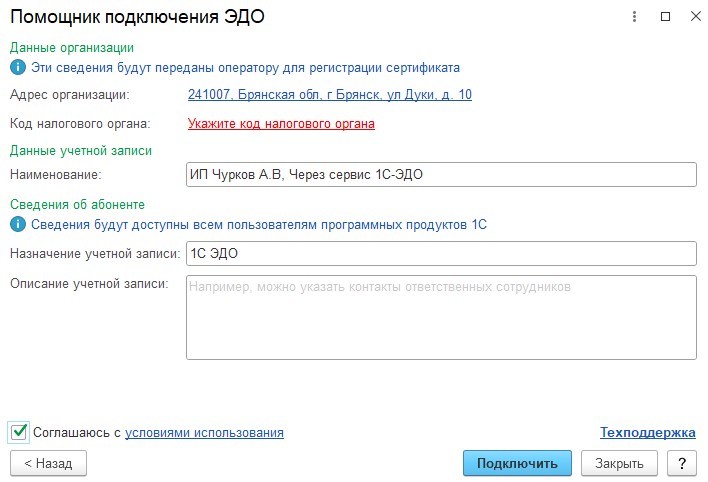 Помощник подключения ЭДО
Данные организации
Эти сведения будут переданы оператору для регистрации сертификата
Адрес организации: 241007, Брянская обл, г Брянск, ул Дуки, д. 10
Код налогового органа: Укажите код налогового органа
Данные учетной записи
Наименование: ИП Чурков А.В, Через сервис 1С-ЭДО
Сведения об абоненте
Сведения будут доступны всем пользователям программных продуктов 1С
Назначение учетной записи: 1С ЭДО
Описание учетной записи: Например, можно указать контакты ответственных сотрудников
Соглашаюсь с условиями использования Техподдержка
< Назад Подключить Закрыть ?